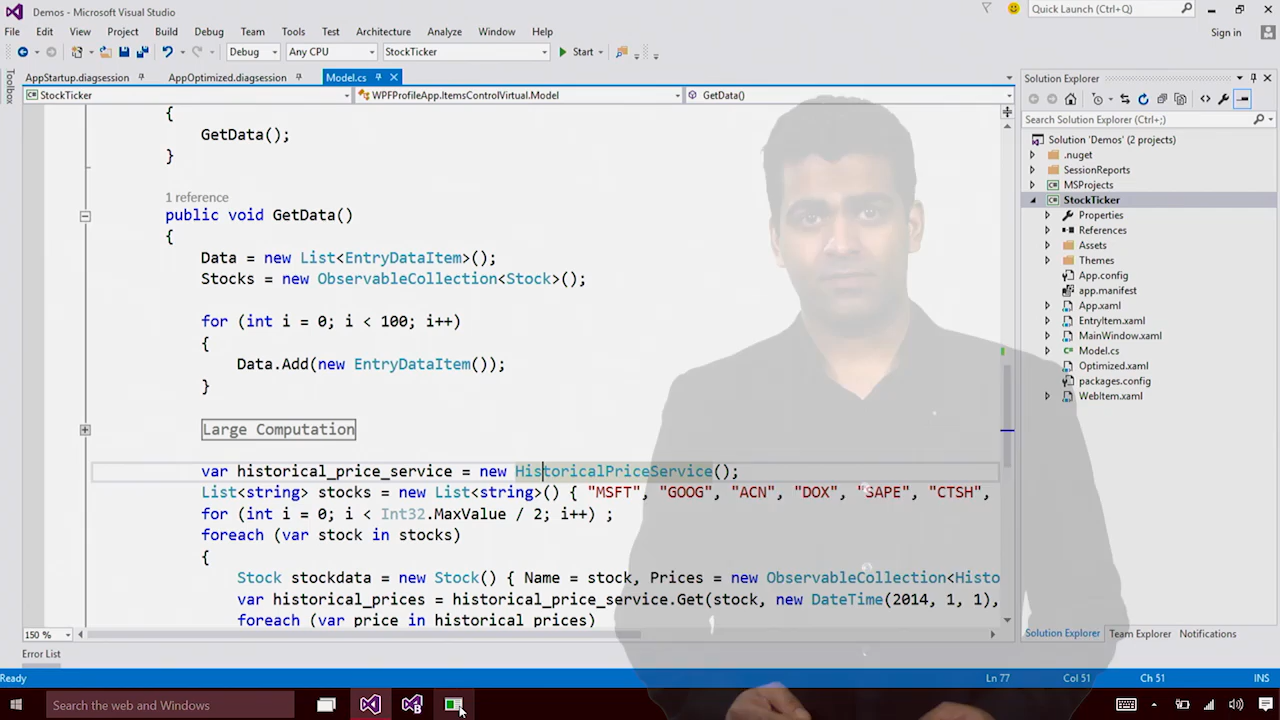 Demos - Microsoft Visual Studio
Quick Launch (Ctrl+Q)
File Edit View Project Build Debug Team Tools Test Architecture Analyze Window Help
Sign in
Debug Any CPU StockTicker Start
Toolbox
AppStartup.diagsession AppOptimized.diagsession Model.cs
StockTicker WPFProfileApp.ItemsControlVirtual.Model GetData()
{
GetData();
}
1 reference
public void GetData()
{
Data = new List<EntryDataItem>();
Stocks = new ObservableCollection<Stock>();
for (int i = 0; i < 100; i++)
{
Data.Add(new EntryDataItem());
}
Large Computation
var historical_price_service = new HistoricalPriceService();
List<string> stocks = new List<string>() { "MSFT", "GOOG", "ACN", "DOX", "SAPE", "CTSH",
for (int i = 0; i < Int32.MaxValue / 2; i++) ;
foreach (var stock in stocks)
{
Stock stockdata = new Stock() { Name = stock, Prices = new ObservableCollection<Histo
var historical_prices = historical_price_service.Get(stock, new DateTime(2014, 1, 1),
foreach (var price in historical_prices)
150 %
Error List
Solution Explorer
Search Solution Explorer (Ctrl+;)
Solution 'Demos' (2 projects)
.nuget
SessionReports
MSProjects
StockTicker
Properties
References
Assets
Themes
App.config
app.manifest
App.xaml
EntryItem.xaml
MainWindow.xaml
Model.cs
Optimized.xaml
packages.config
WebItem.xaml
Solution Explorer Team Explorer Notifications
Ready Ln 77 Col 51 Ch 51 INS
Search the web and Windows